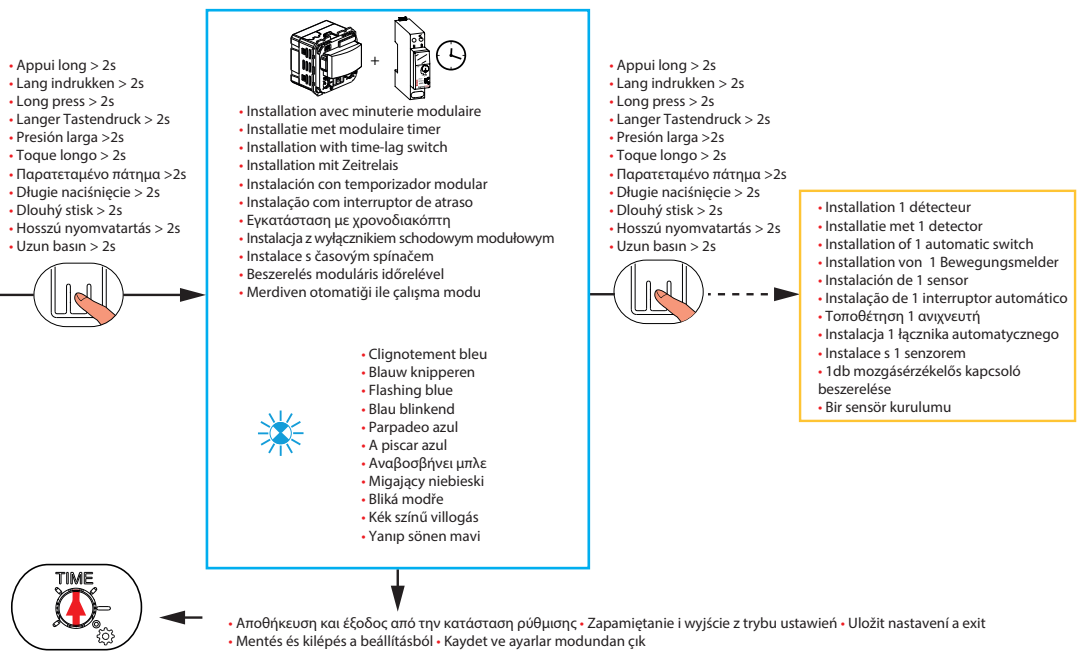 • Appui long > 2s
• Lang indrukken > 2s
• Long press > 2s
• Langer Tastendruck > 2s
• Presión larga >2s
• Toque longo > 2s
• Παρατεταμένο πάτημα >2s
• Długie naciśnięcie > 2s
• Dlouhý stisk > 2s
• Hosszú nyomvatartás > 2s
• Uzun basın > 2s
+
• Installation avec minuterie modulaire
• Installatie met modulaire timer
• Installation with time-lag switch
• Installation mit Zeitrelais
• Instalación con temporizador modular
• Instalação com interruptor de atraso
• Εγκατάσταση με χρονοδιακόπτη
• Instalacja z wyłącznikiem schodowym modułowym
• Instalace s časovým spínačem
• Beszerelés moduláris időrelével
• Merdiven otomatiği ile çalışma modu
• Clignotement bleu
• Blauw knipperen
• Flashing blue
• Blau blinkend
• Parpadeo azul
• A piscar azul
• Αναβοσβήνει μπλε
• Migający niebieski
• Bliká modře
• Kék színű villogás
• Yanıp sönen mavi
• Appui long > 2s
• Lang indrukken > 2s
• Long press > 2s
• Langer Tastendruck > 2s
• Presión larga >2s
• Toque longo > 2s
• Παρατεταμένο πάτημα >2s
• Długie naciśnięcie > 2s
• Dlouhý stisk > 2s
• Hosszú nyomvatartás > 2s
• Uzun basın > 2s
• Installation 1 détecteur
• Installatie met 1 detector
• Installation of 1 automatic switch
• Installation von 1 Bewegungsmelder
• Instalación de 1 sensor
• Instalação de 1 interruptor automático
• Τοποθέτηση 1 ανιχνευτή
• Instalacja 1 łącznika automatycznego
• Instalace s 1 senzorem
• 1db mozgásérzékelős kapcsoló
beszerelése
• Bir sensör kurulumu
TIME
• Αποθήκευση και έξοδος από την κατάσταση ρύθμισης • Zapamiętanie i wyjście z trybu ustawień • Uložit nastavení a exit
• Mentés és kilépés a beállításból • Kaydet ve ayarlar modundan çık